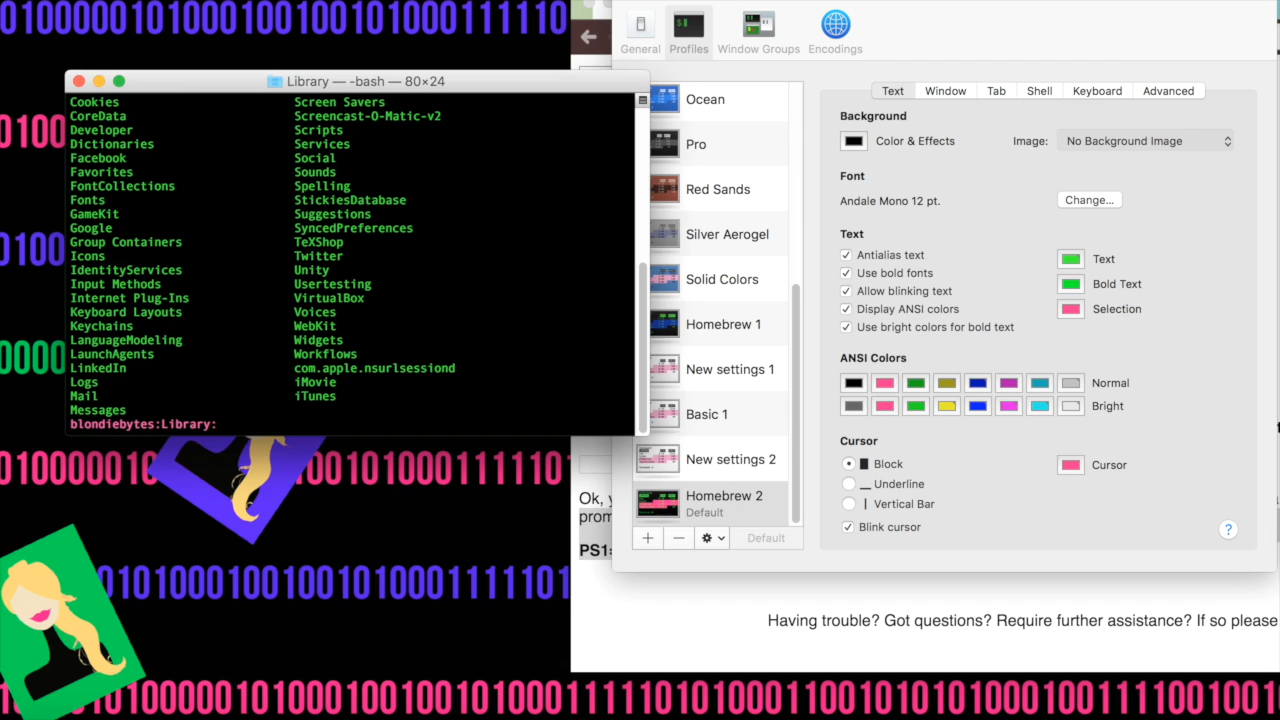 010000010100010100101000111110
General
Profiles
Window Groups
Encodings
Library — -bash — 80×24
Cookies Screen Savers
CoreData Screencast-O-Matic-v2
Developer Scripts
Dictionaries Services
Facebook Social
Favorites Sounds
FontCollections Spelling
Fonts StickiesDatabase
GameKit Suggestions
Google SyncedPreferences
Group Containers TeXShop
Icons Twitter
IdentityServices Unity
Input Methods Usertesting
Internet Plug-Ins VirtualBox
Keyboard Layouts Voices
Keychains WebKit
LanguageModeling Widgets
LaunchAgents Workflows
LinkedIn com.apple.nsurlsessiond
Logs iMovie
Mail iTunes
Messages
blondiebytes:Library:
Ocean
Pro
Red Sands
Silver Aerogel
Solid Colors
Homebrew 1
New settings 1
Basic 1
New settings 2
Homebrew 2
Default
Default
Text
Window
Tab
Shell
Keyboard
Advanced
Background
Color & Effects
Image: No Background Image
Font
Andale Mono 12 pt.
Change...
Text
Antialias text
Use bold fonts
Allow blinking text
Display ANSI colors
Use bright colors for bold text
Text
Bold Text
Selection
ANSI Colors
Normal
Bright
Cursor
Block
Underline
Vertical Bar
Blink cursor
Cursor
?
Ok, y
prom
PS1=
Having trouble? Got questions? Require further assistance? If so please